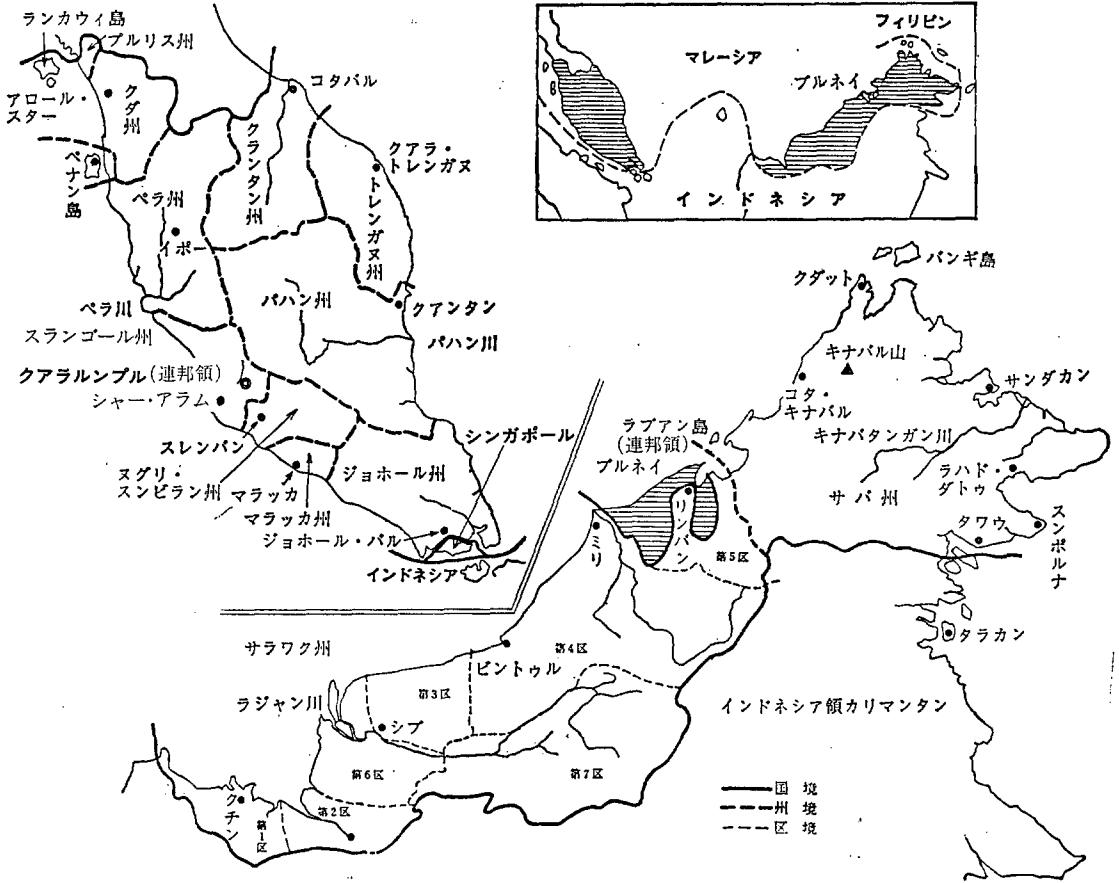 ランカウィ島
プルリス州
アロール・
スター
クダ州
ペナン島
コタバル
クランタン州
クアラ・
トレンガヌ
トレンガヌ州
ペラ州
イポー
パハン州
クアンタン
ペラ川
スランゴール州
パハン川
クアラルンプル(連邦領)
シャー・アラム
スレンバン
ヌグリ・
スンビラン州
マラッカ
マラッカ州
ジョホール州
シンガポール
ジョホール・バル
インドネシア
フィリピン
マレーシア
ブルネイ
インドネシア
バンギ島
クダット
キナバル山
コタ・
キナバル
サンダカン
キナバタンガン川
ラハド・
ダトゥ
サバ州
タワウ
スンポルナ
ラブアン島
(連邦領)
ブルネイ
リンバン
ミリ
第5区
タラカン
サラワク州
ビントゥル
第4区
第3区
ラジャン川
シブ
インドネシア領カリマンタン
第6区
第7区
クチン
第1区
第2区
国境
州境
区境